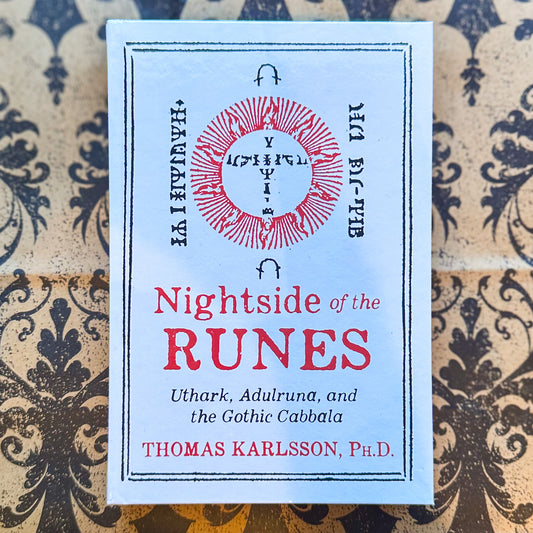 Nightside of the
RUNES
Uthark, Adulruna, and
the Gothic Cabbala
THOMAS KARLSSON, PH.D.